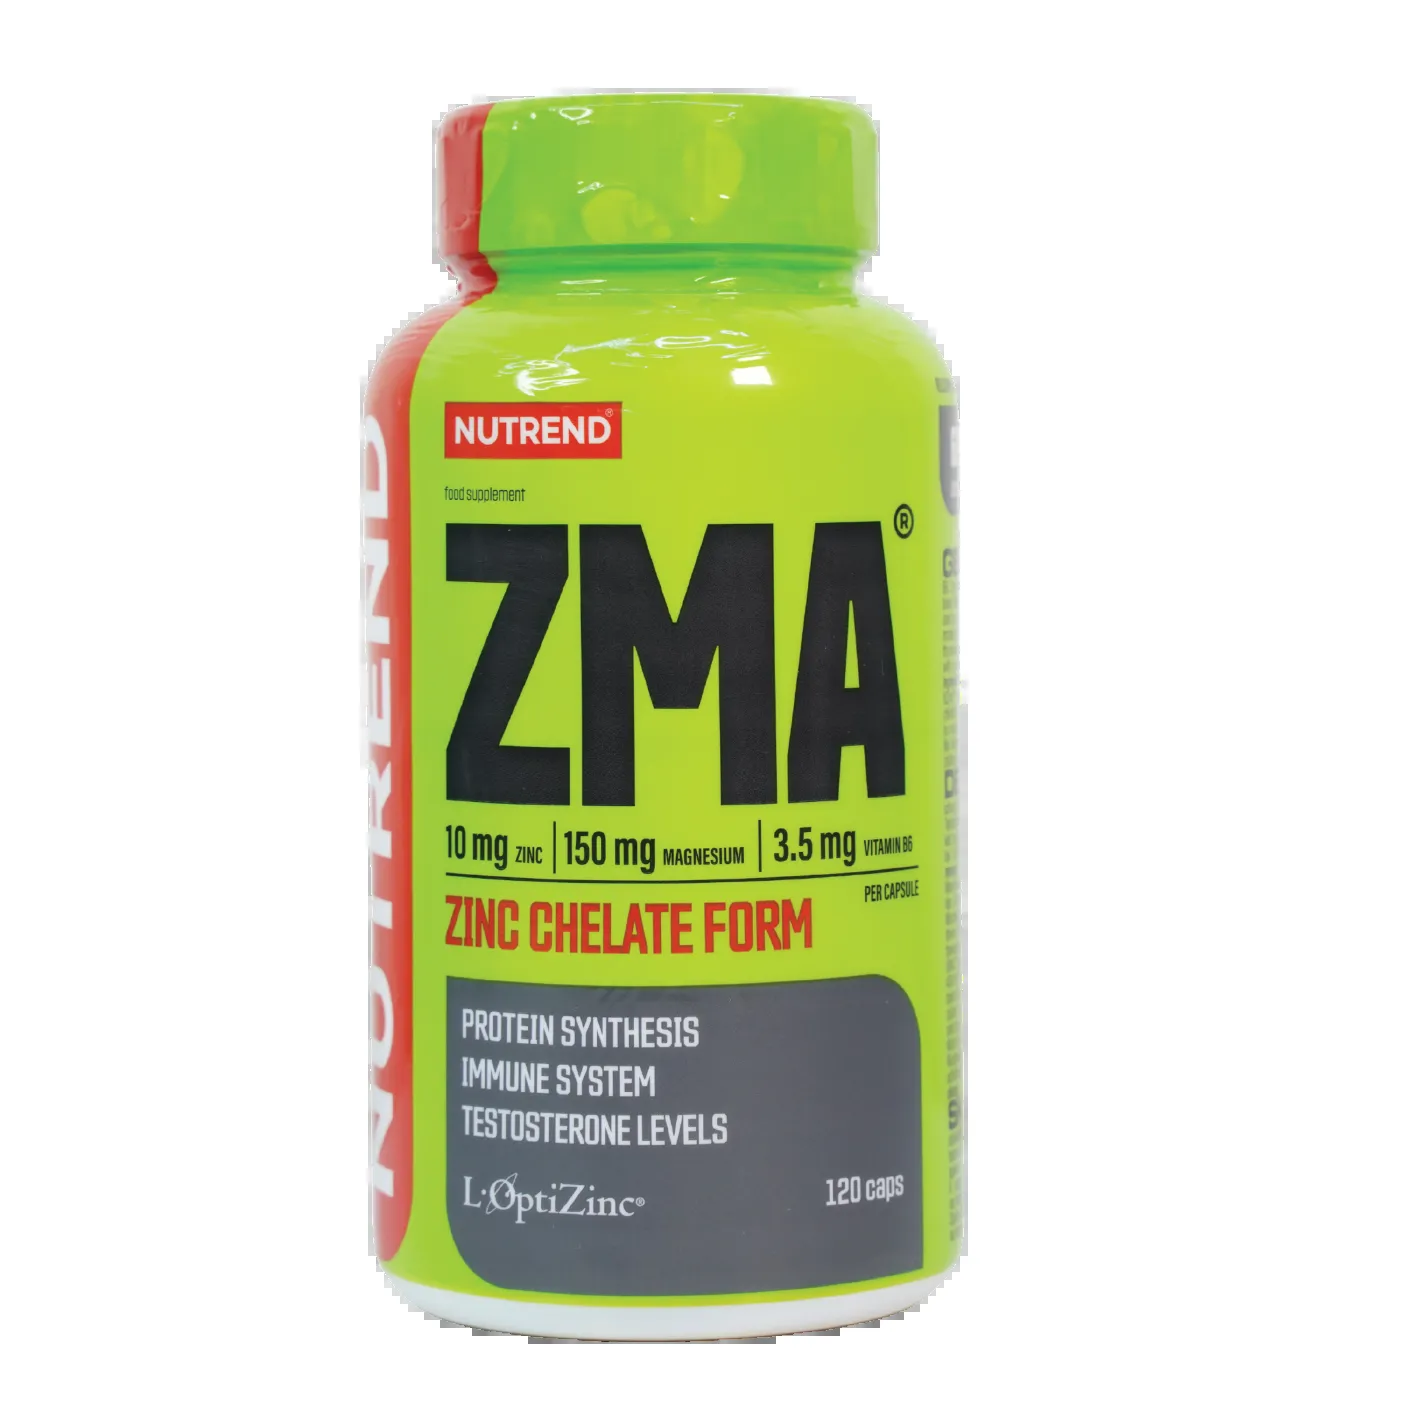 NUTREND®
food supplement
ZMA®
10 mg ZINC 150 mg MAGNESIUM 3.5 mg VITAMIN B6
PER CAPSULE
ZINC CHELATE FORM
PROTEIN SYNTHESIS
IMMUNE SYSTEM
TESTOSTERONE LEVELS
L·OptiZinc®
120 caps
NUTREND